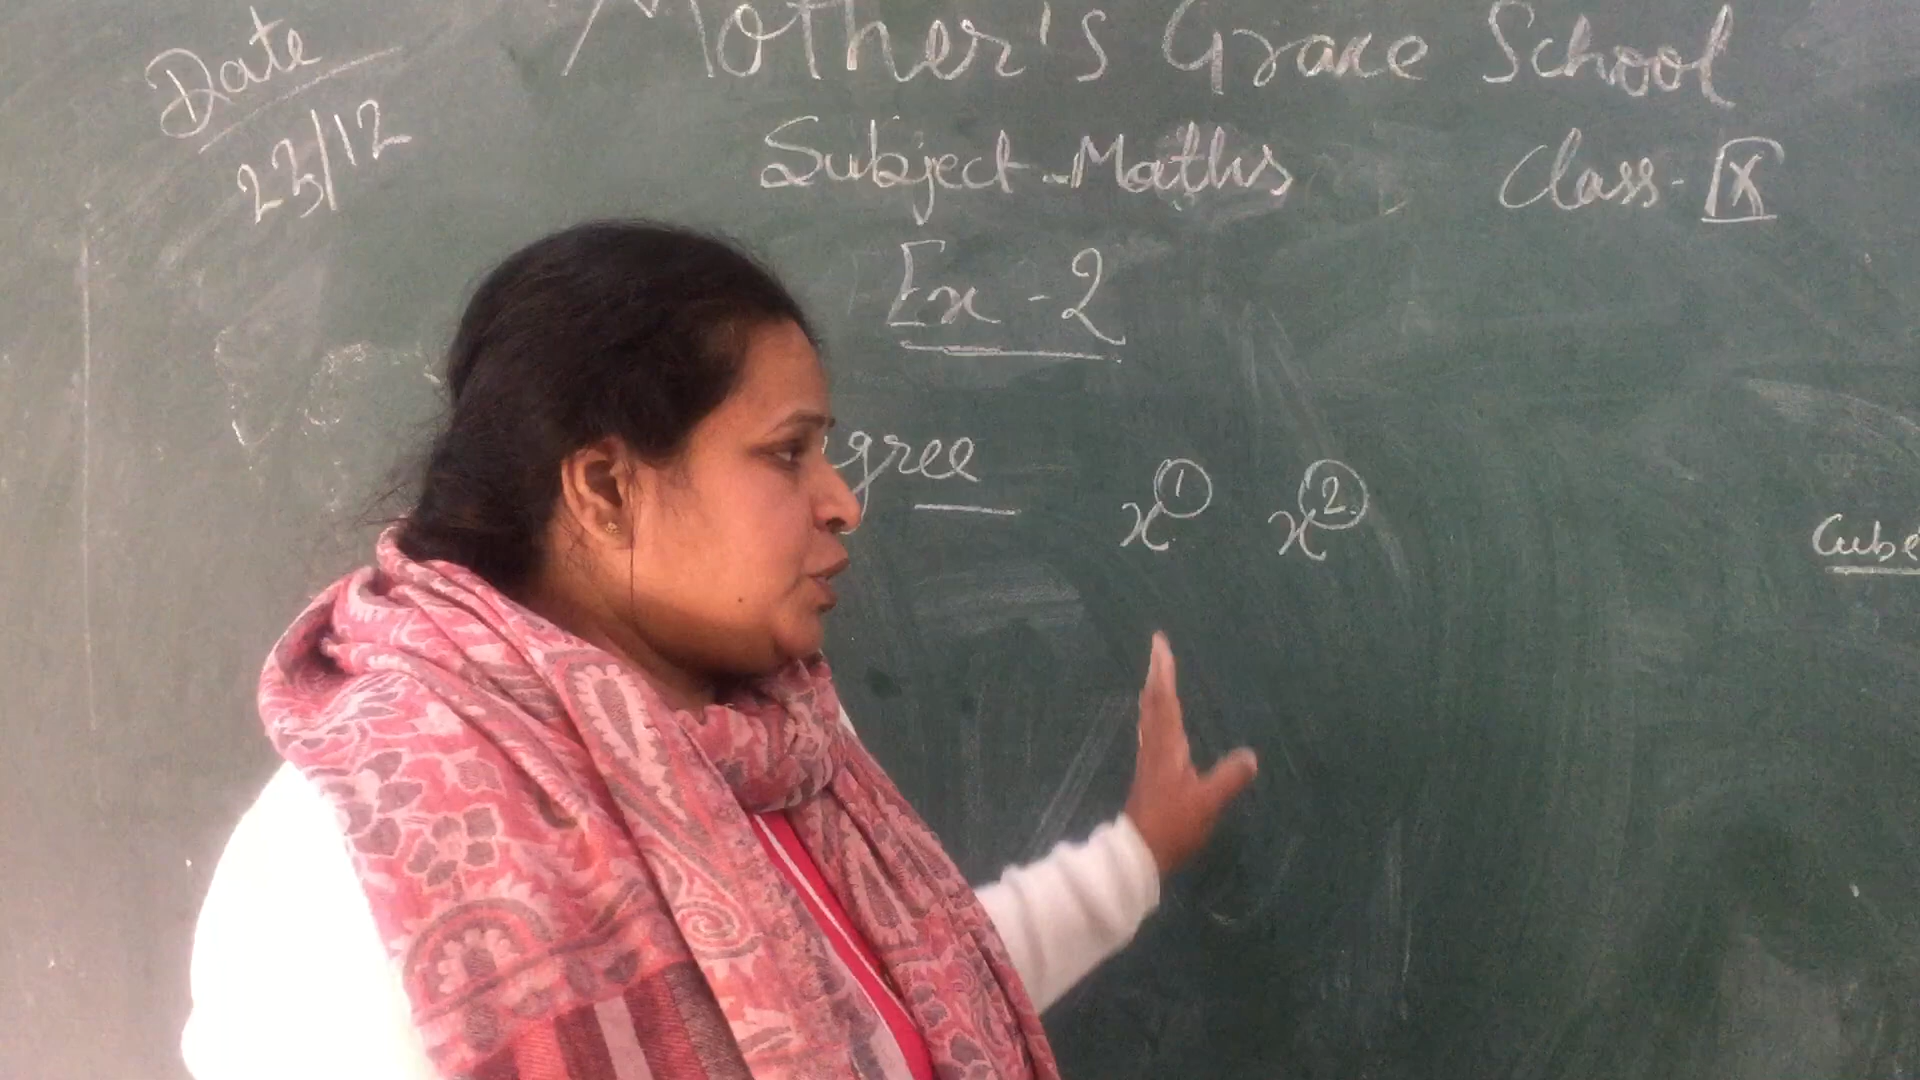 Date
23/12
Mother's Grace School
Subject - Maths Class - IX
Ex - 2
gree
x① x②
Cube